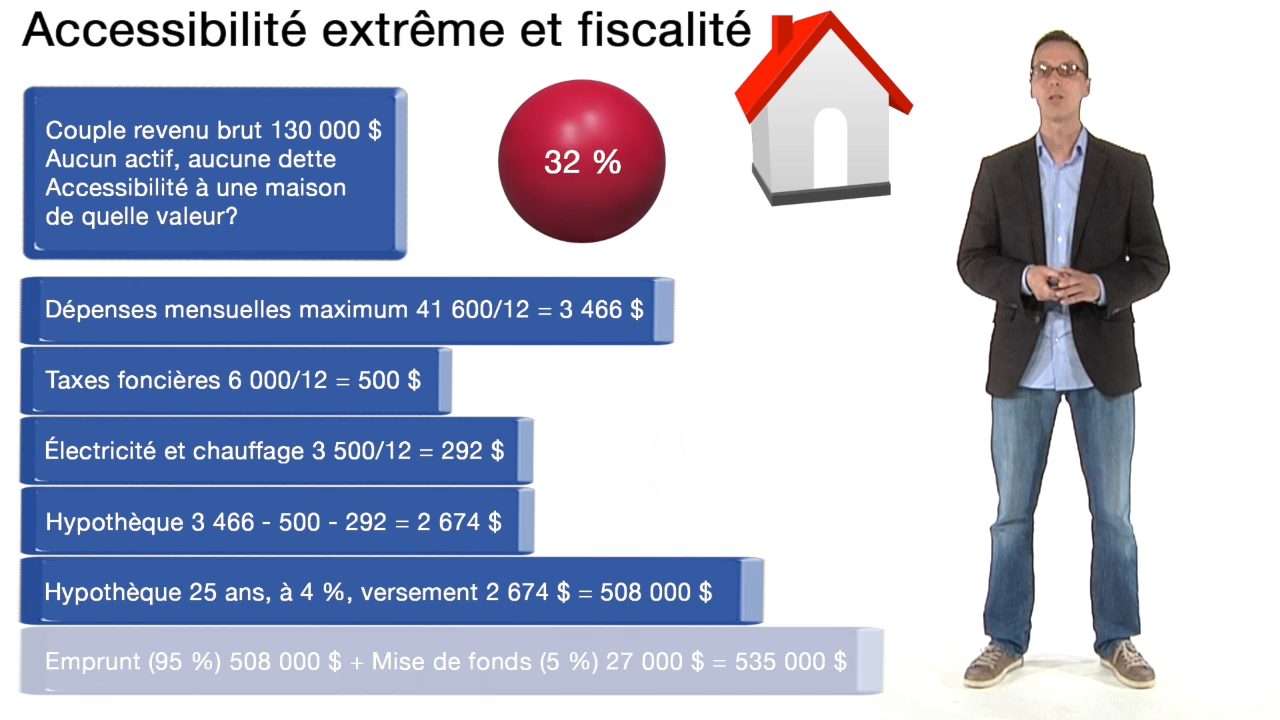 Accessibilité extrême et fiscalité
Couple revenu brut 130 000 $
Aucun actif, aucune dette
Accessibilité à une maison
de quelle valeur?
32 %
Dépenses mensuelles maximum 41 600/12 = 3 466 $
Taxes foncières 6 000/12 = 500 $
Électricité et chauffage 3 500/12 = 292 $
Hypothèque 3 466 - 500 - 292 = 2 674 $
Hypothèque 25 ans, à 4 %, versement 2 674 $ = 508 000 $
Emprunt (95 %) 508 000 $ + Mise de fonds (5 %) 27 000 $ = 535 000 $